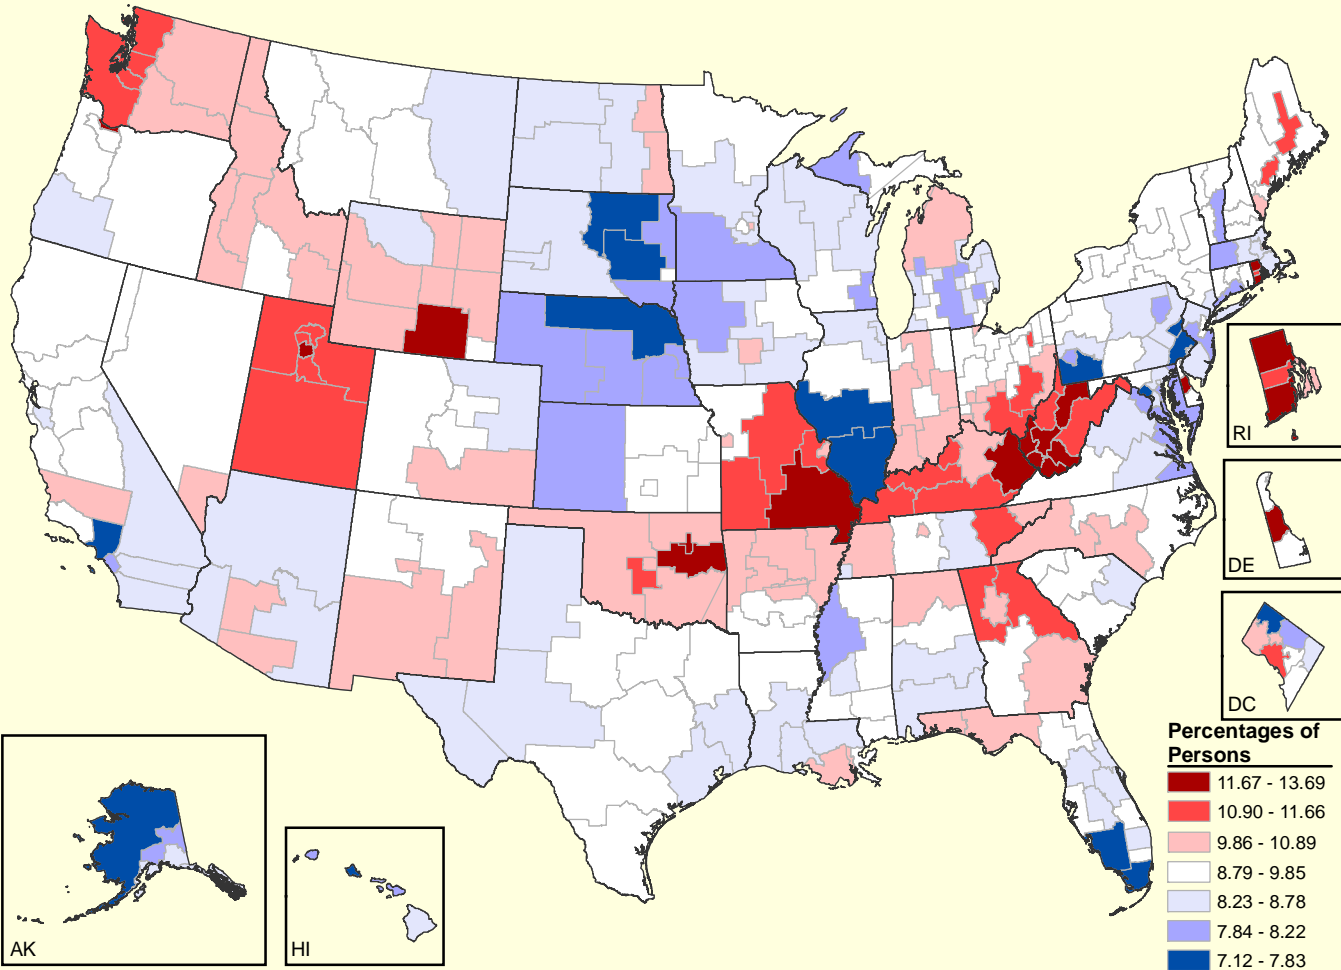 RI
DE
DC
AK
HI
Percentages of
Persons
11.67 - 13.69
10.90 - 11.66
9.86 - 10.89
8.79 - 9.85
8.23 - 8.78
7.84 - 8.22
7.12 - 7.83